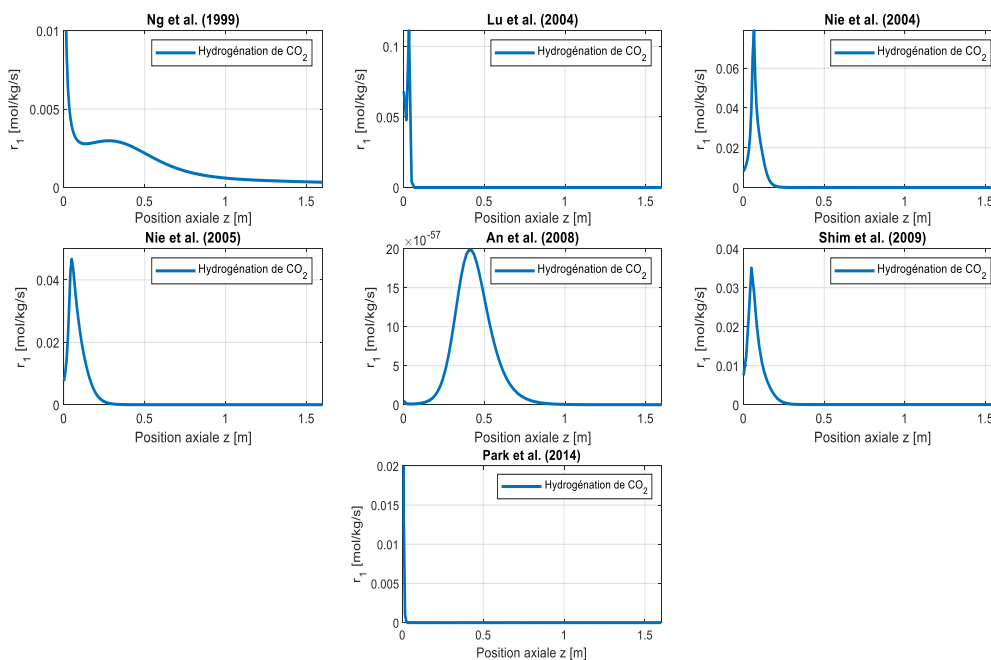 Ng et al. (1999)
0.01
0.005
0
r1 [mol/kg/s]
Hydrogénation de CO2
0 0.5 1 1.5
Position axiale z [m]
Lu et al. (2004)
0.1
0.05
0
r1 [mol/kg/s]
Hydrogénation de CO2
0 0.5 1 1.5
Position axiale z [m]
Nie et al. (2004)
0.06
0.04
0.02
0
r1 [mol/kg/s]
Hydrogénation de CO2
0 0.5 1 1.5
Position axiale z [m]
Nie et al. (2005)
0.04
0.02
0
r1 [mol/kg/s]
Hydrogénation de CO2
0 0.5 1 1.5
Position axiale z [m]
An et al. (2008)
×10-57
20
15
10
5
0
r1 [mol/kg/s]
Hydrogénation de CO2
0 0.5 1 1.5
Position axiale z [m]
Shim et al. (2009)
0.04
0.03
0.02
0.01
0
r1 [mol/kg/s]
Hydrogénation de CO2
0 0.5 1 1.5
Position axiale z [m]
Park et al. (2014)
0.02
0.015
0.01
0.005
0
r1 [mol/kg/s]
Hydrogénation de CO2
0 0.5 1 1.5
Position axiale z [m]